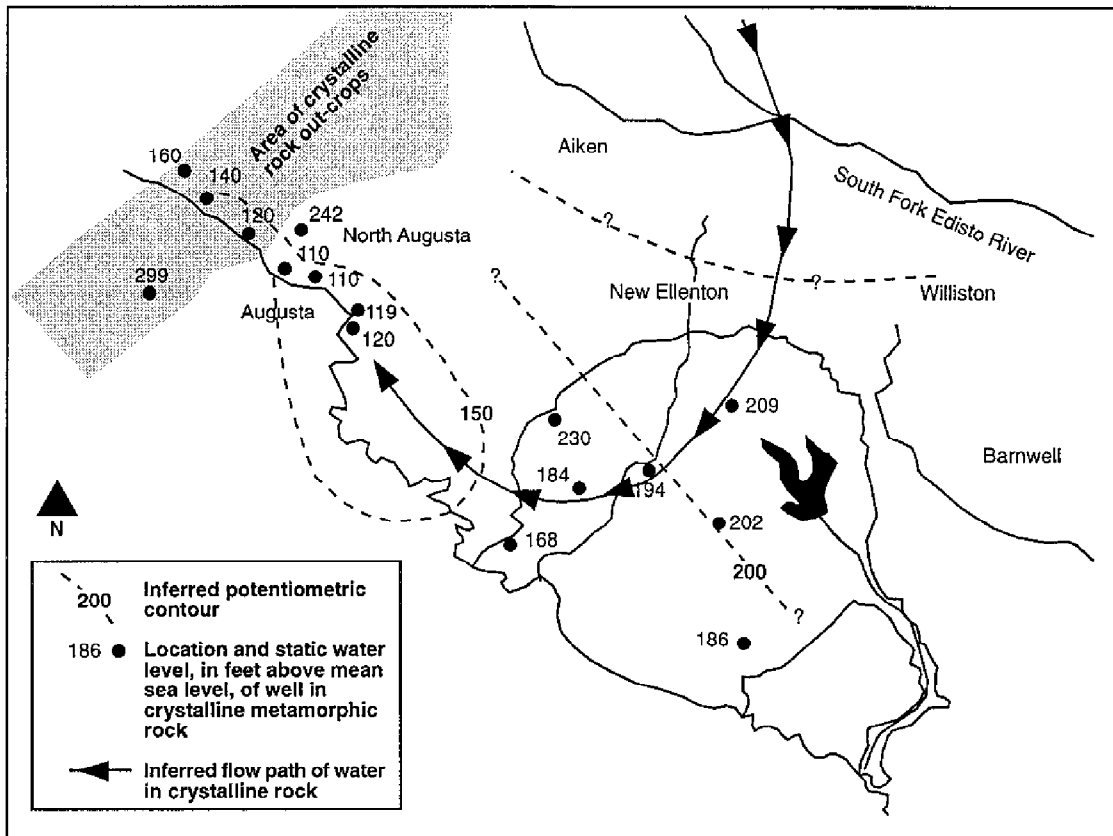 Area of crystalline
rock out-crops
160
140
120
242
North Augusta
110
110
299
Augusta
119
120
Aiken
South Fork Edisto River
?
?
?
New Ellenton
Williston
209
150
230
Barnwell
184
194
202
168
200
?
186
N
200
Inferred potentiometric
contour
186
Location and static water
level, in feet above mean
sea level, of well in
crystalline metamorphic
rock
Inferred flow path of water
in crystalline rock